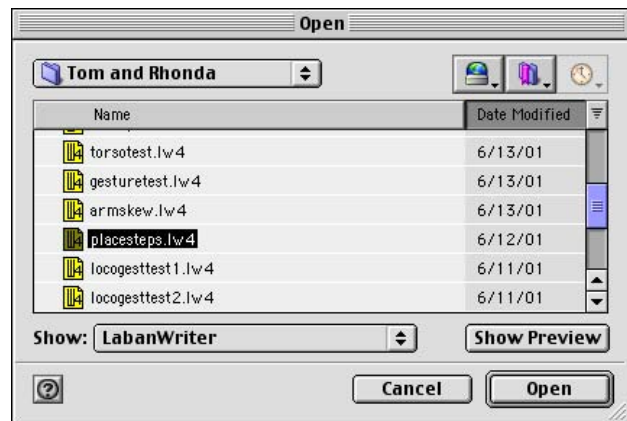 Open
Tom and Rhonda
Name Date Modified
torsotest.lw4 6/13/01
gesturetest.lw4 6/13/01
armskew.lw4 6/13/01
placesteps.lw4 6/12/01
locogesttest1.lw4 6/11/01
locogesttest2.lw4 6/11/01
Show: LabanWriter Show Preview
? Cancel Open